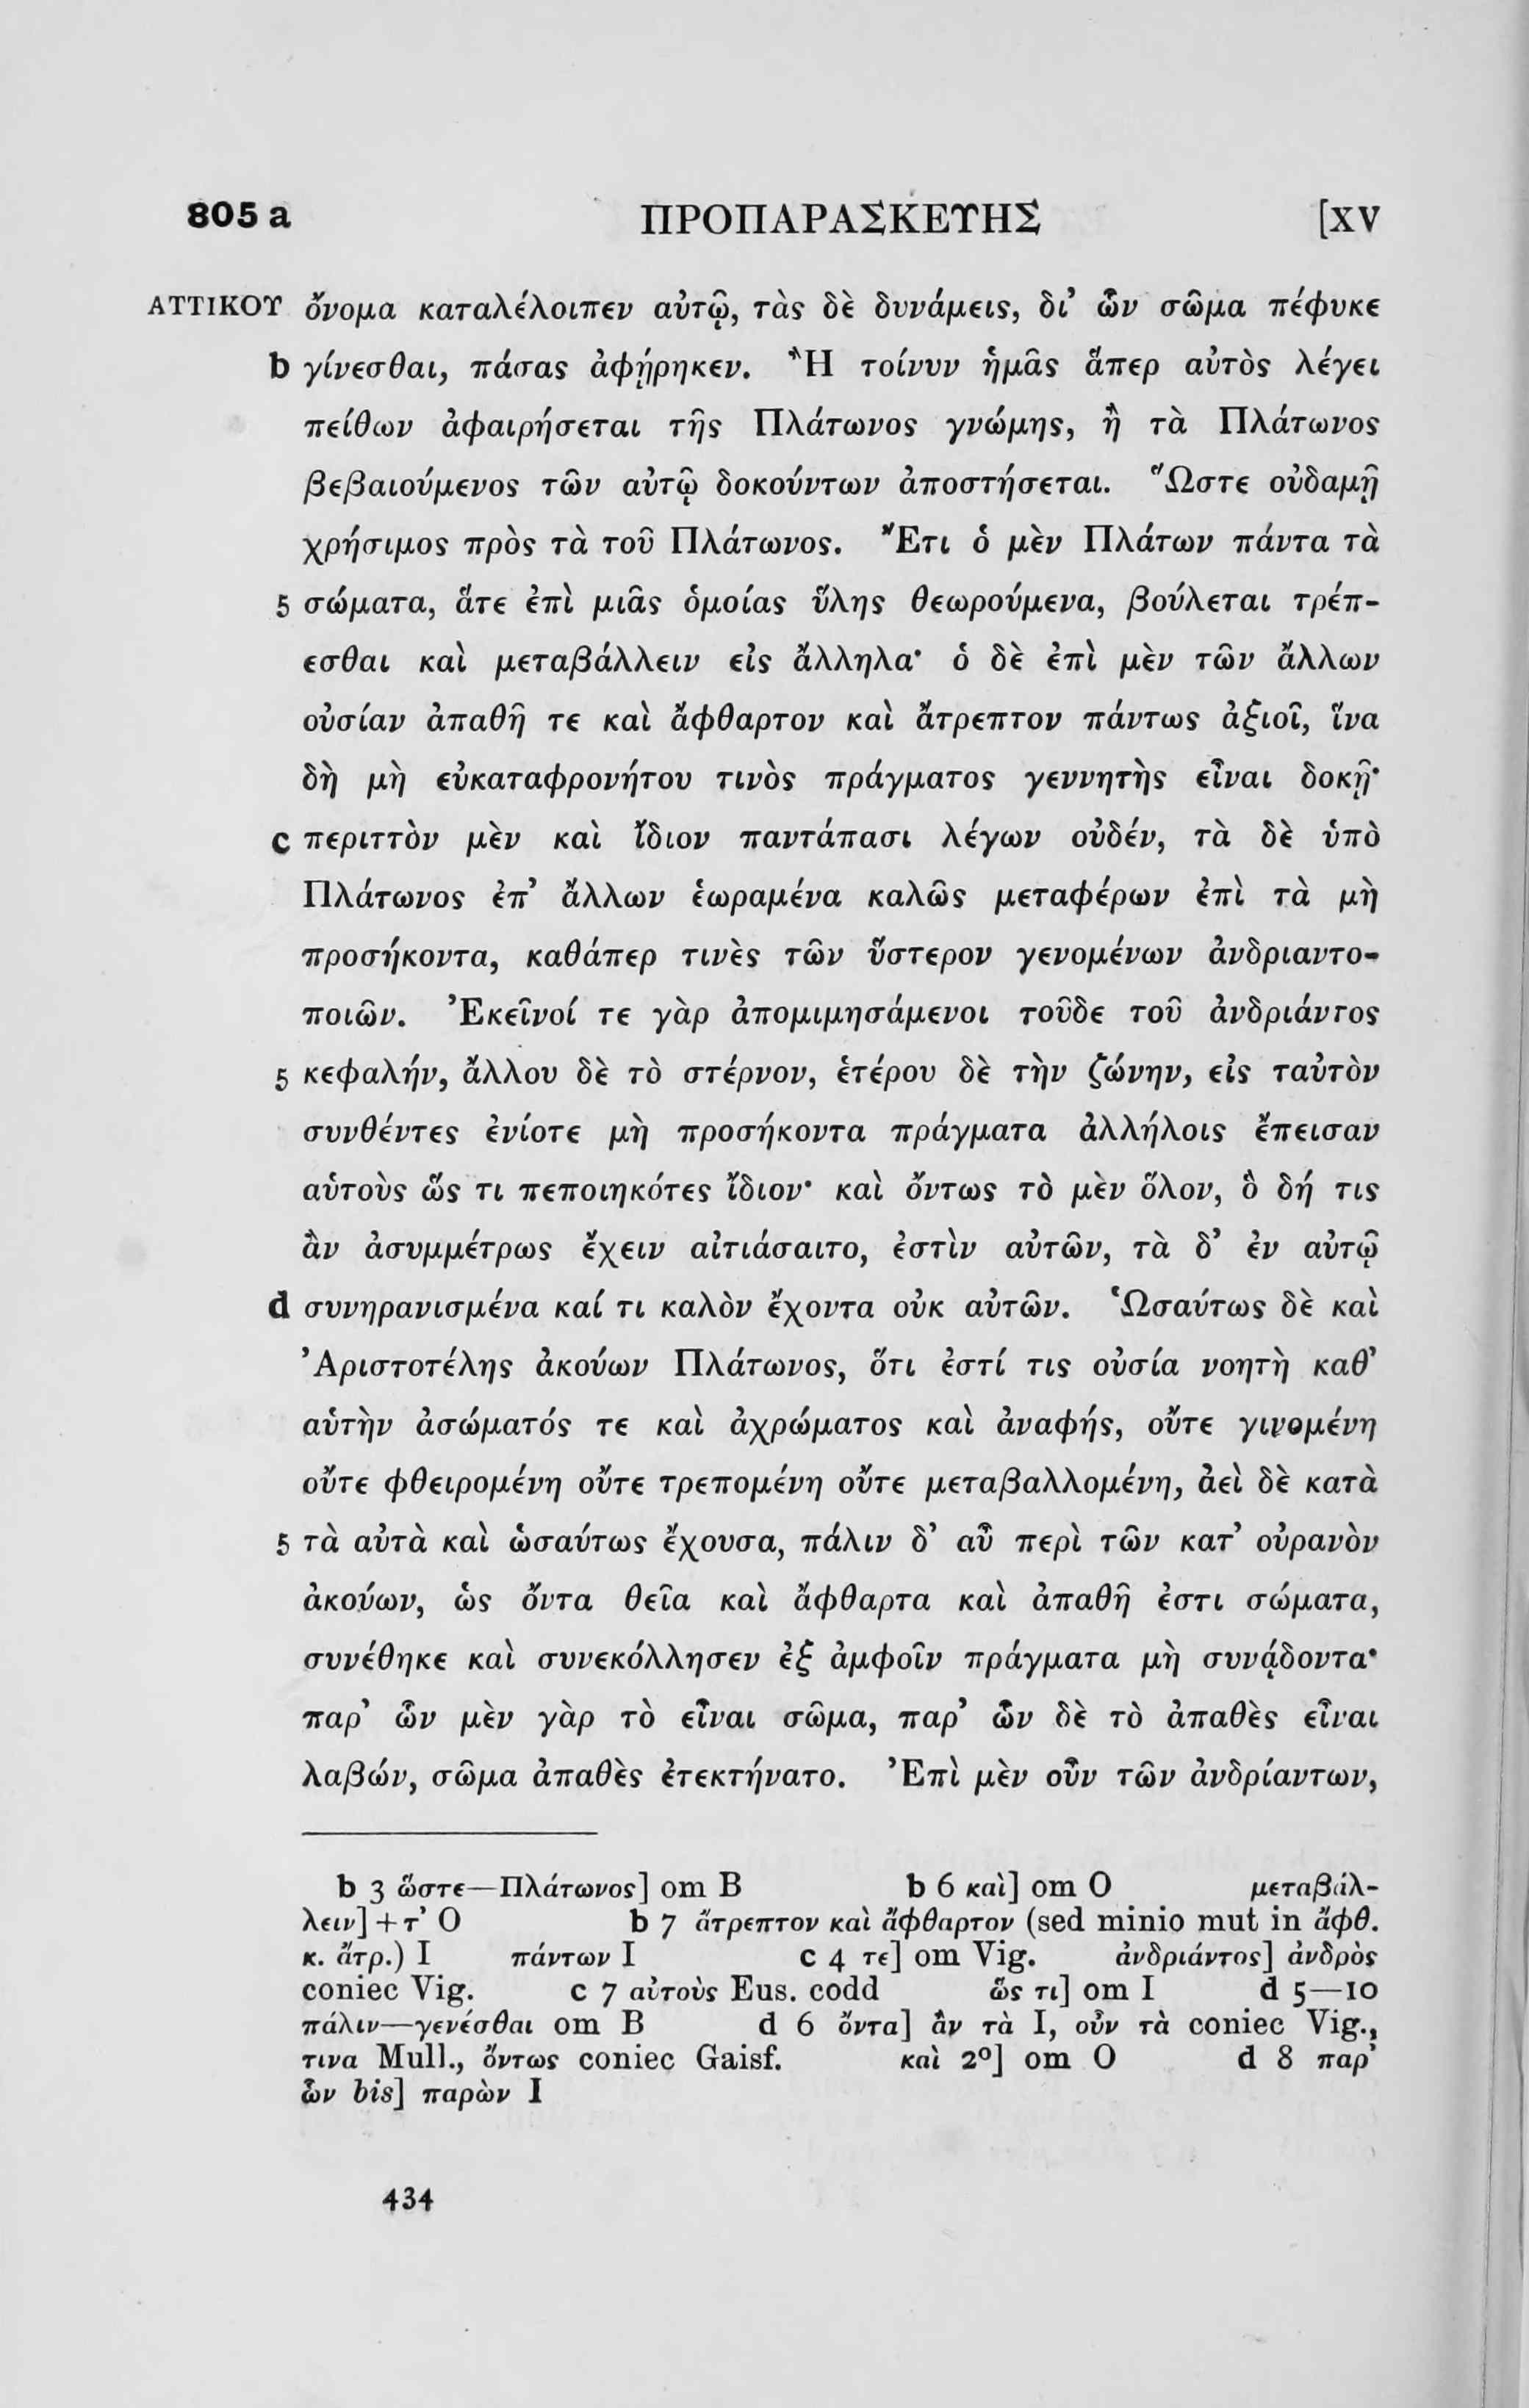 805 a ΠΡΟΠΑΡΑΣΚΕΥΗΣ [XV
ΑΤΤΙΚΟΥ ὄνομα καταλέλοιπεν αὐτῷ, τὰς δὲ δυνάμεις, δι’ ὧν σῶμα πέφυκε
b γίνεσθαι, πάσας ἀφῄρηκεν. Ἢ τοίνυν ἡμᾶς ἅπερ αὐτὸς λέγει
πείθων ἀφαιρήσεται τῆς Πλάτωνος γνώμης, ἢ τὰ Πλάτωνος
βεβαιούμενος τῶν αὐτῷ δοκούντων ἀποστήσεται. Ὥστε οὐδαμῇ
χρήσιμος πρὸς τὰ τοῦ Πλάτωνος. Ἔτι ὁ μὲν Πλάτων πάντα τὰ
5 σώματα, ἅτε ἐπὶ μιᾶς ὁμοίας ὕλης θεωρούμενα, βούλεται τρέπ-
εσθαι καὶ μεταβάλλειν εἰς ἄλληλα· ὁ δὲ ἐπὶ μὲν τῶν ἄλλων
οὐσίαν ἀπαθῆ τε καὶ ἄφθαρτον καὶ ἄτρεπτον πάντως ἀξιοῖ, ἵνα
δὴ μὴ εὐκαταφρονήτου τινὸς πράγματος γεννητὴς εἶναι δοκῇ·
c περιττὸν μὲν καὶ ἴδιον παντάπασι λέγων οὐδέν, τὰ δὲ ὑπὸ
Πλάτωνος ἐπ’ ἄλλων ἑωραμένα καλῶς μεταφέρων ἐπὶ τὰ μὴ
προσήκοντα, καθάπερ τινὲς τῶν ὕστερον γενομένων ἀνδριαντο-
ποιῶν. Ἐκεῖνοί τε γὰρ ἀπομιμησάμενοι τοῦδε τοῦ ἀνδριάντος
5 κεφαλήν, ἄλλου δὲ τὸ στέρνον, ἑτέρου δὲ τὴν ζώνην, εἰς ταὐτὸν
συνθέντες ἐνίοτε μὴ προσήκοντα πράγματα ἀλλήλοις ἔπεισαν
αὑτοὺς ὥς τι πεποιηκότες ἴδιον· καὶ ὄντως τὸ μὲν ὅλον, ὃ δή τις
ἂν ἀσυμμέτρως ἔχειν αἰτιάσαιτο, ἐστὶν αὐτῶν, τὰ δ’ ἐν αὐτῷ
d συνηρανισμένα καί τι καλὸν ἔχοντα οὐκ αὐτῶν. Ὡσαύτως δὲ καὶ
Ἀριστοτέλης ἀκούων Πλάτωνος, ὅτι ἐστί τις οὐσία νοητὴ καθ’
αὑτὴν ἀσώματός τε καὶ ἀχρώματος καὶ ἀναφής, οὔτε γινομένη
οὔτε φθειρομένη οὔτε τρεπομένη οὔτε μεταβαλλομένη, ἀεὶ δὲ κατὰ
5 τὰ αὐτὰ καὶ ὡσαύτως ἔχουσα, πάλιν δ’ αὖ περὶ τῶν κατ’ οὐρανὸν
ἀκούων, ὡς ὄντα θεῖα καὶ ἄφθαρτα καὶ ἀπαθῆ ἐστι σώματα,
συνέθηκε καὶ συνεκόλλησεν ἐξ ἀμφοῖν πράγματα μὴ συνᾴδοντα·
παρ’ ὧν μὲν γὰρ τὸ εἶναι σῶμα, παρ’ ὧν δὲ τὸ ἀπαθὲς εἶναι
λαβών, σῶμα ἀπαθὲς ἐτεκτήνατο. Ἐπὶ μὲν οὖν τῶν ἀνδρίαντων,
b 3 ὥστε—Πλάτωνος] om B b 6 καὶ] om O μεταβάλ-
λειν] + τ’ O b 7 ἄτρεπτον καὶ ἄφθαρτον (sed minio mut in ἄφθ.
κ. ἄτρ.) I πάντων I c 4 τε] om Vig. ἀνδριάντος] ἀνδρὸς
coniec Vig. c 7 αὐτοὺς Eus. codd ὥς τι] om I d 5—10
πάλιν—γενέσθαι om B d 6 ὄντα] ἂν τὰ I, οὖν τὰ coniec Vig.,
τινα Mull., ὄντως coniec Gaisf. καὶ 2º] om O d 8 παρ’
ὧν bis] παρὼν I
434